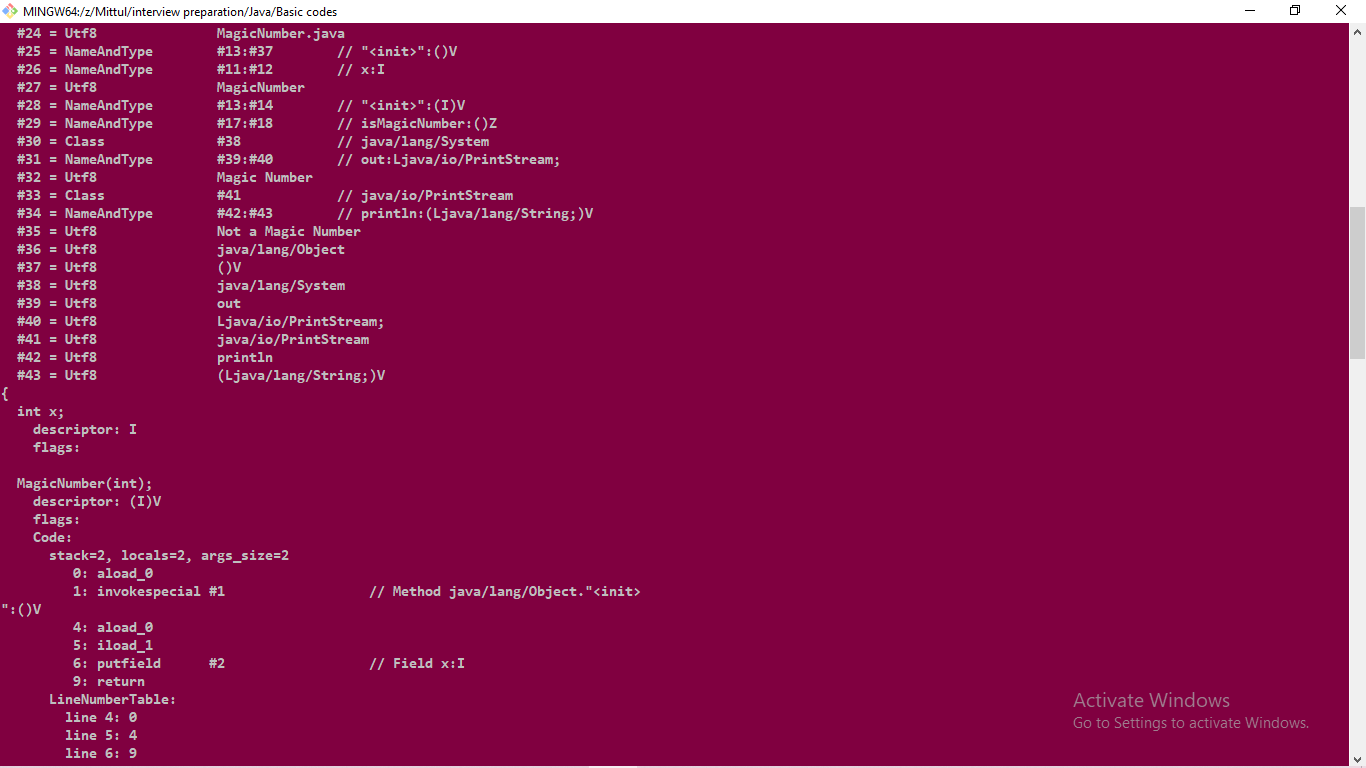 MINGW64:/z/Mittul/interview preparation/Java/Basic codes
#24 = Utf8               MagicNumber.java
#25 = NameAndType        #13:#37        // "<init>":()V
#26 = NameAndType        #11:#12        // x:I
#27 = Utf8               MagicNumber
#28 = NameAndType        #13:#14        // "<init>":(I)V
#29 = NameAndType        #17:#18        // isMagicNumber:()Z
#30 = Class              #38            // java/lang/System
#31 = NameAndType        #39:#40        // out:Ljava/io/PrintStream;
#32 = Utf8               Magic Number
#33 = Class              #41            // java/io/PrintStream
#34 = NameAndType        #42:#43        // println:(Ljava/lang/String;)V
#35 = Utf8               Not a Magic Number
#36 = Utf8               java/lang/Object
#37 = Utf8               ()V
#38 = Utf8               java/lang/System
#39 = Utf8               out
#40 = Utf8               Ljava/io/PrintStream;
#41 = Utf8               java/io/PrintStream
#42 = Utf8               println
#43 = Utf8               (Ljava/lang/String;)V
{
  int x;
    descriptor: I
    flags:
  MagicNumber(int);
    descriptor: (I)V
    flags:
    Code:
      stack=2, locals=2, args_size=2
         0: aload_0
         1: invokespecial #1                  // Method java/lang/Object."<init>
":()V
         4: aload_0
         5: iload_1
         6: putfield      #2                  // Field x:I
         9: return
      LineNumberTable:
        line 4: 0
        line 5: 4
        line 6: 9
Activate Windows
Go to Settings to activate Windows.